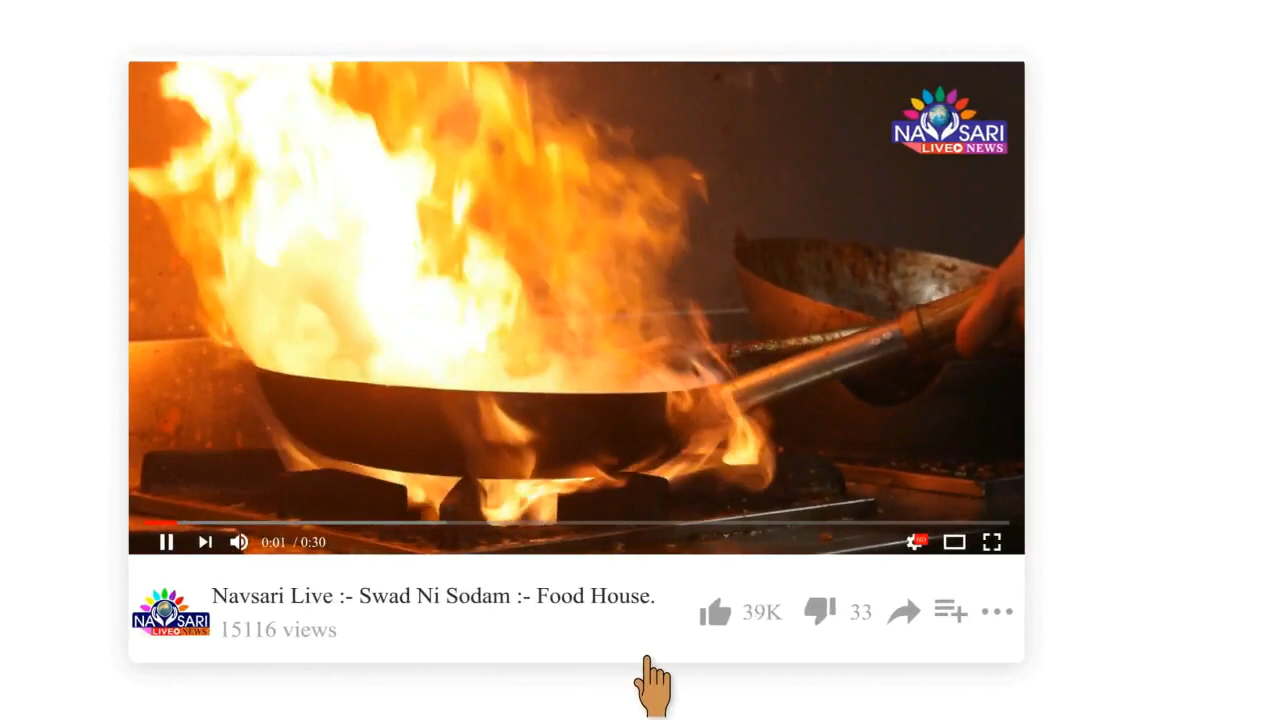 NAVSARI
LIVE NEWS
0:01 / 0:30
HD
Navsari Live :- Swad Ni Sodam :- Food House.
15116 views
39K
33
NAVSARI
LIVE NEWS